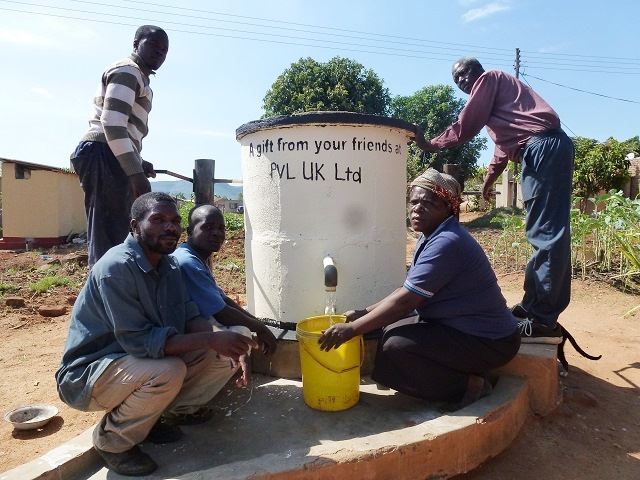 A gift from your friends at
PVL UK Ltd